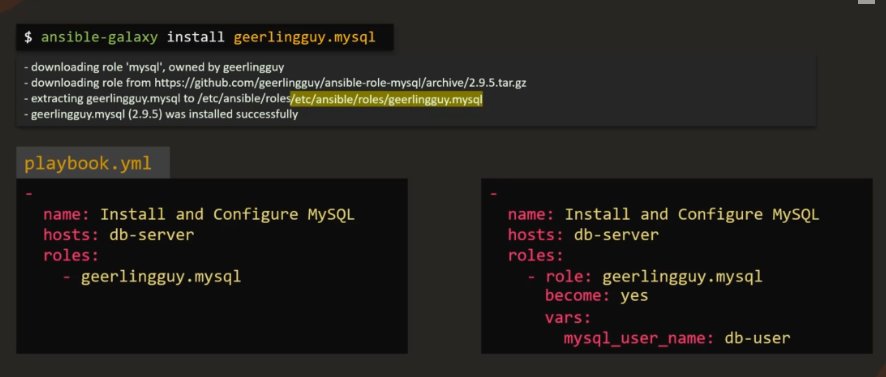 $ ansible-galaxy install geerlingguy.mysql
- downloading role 'mysql', owned by geerlingguy
- downloading role from https://github.com/geerlingguy/ansible-role-mysql/archive/2.9.5.tar.gz
- extracting geerlingguy.mysql to /etc/ansible/roles/etc/ansible/roles/geerlingguy.mysql
- geerlingguy.mysql (2.9.5) was installed successfully
playbook.yml
-
name: Install and Configure MySQL
hosts: db-server
roles:
- geerlingguy.mysql
-
name: Install and Configure MySQL
hosts: db-server
roles:
- role: geerlingguy.mysql
become: yes
vars:
mysql_user_name: db-user